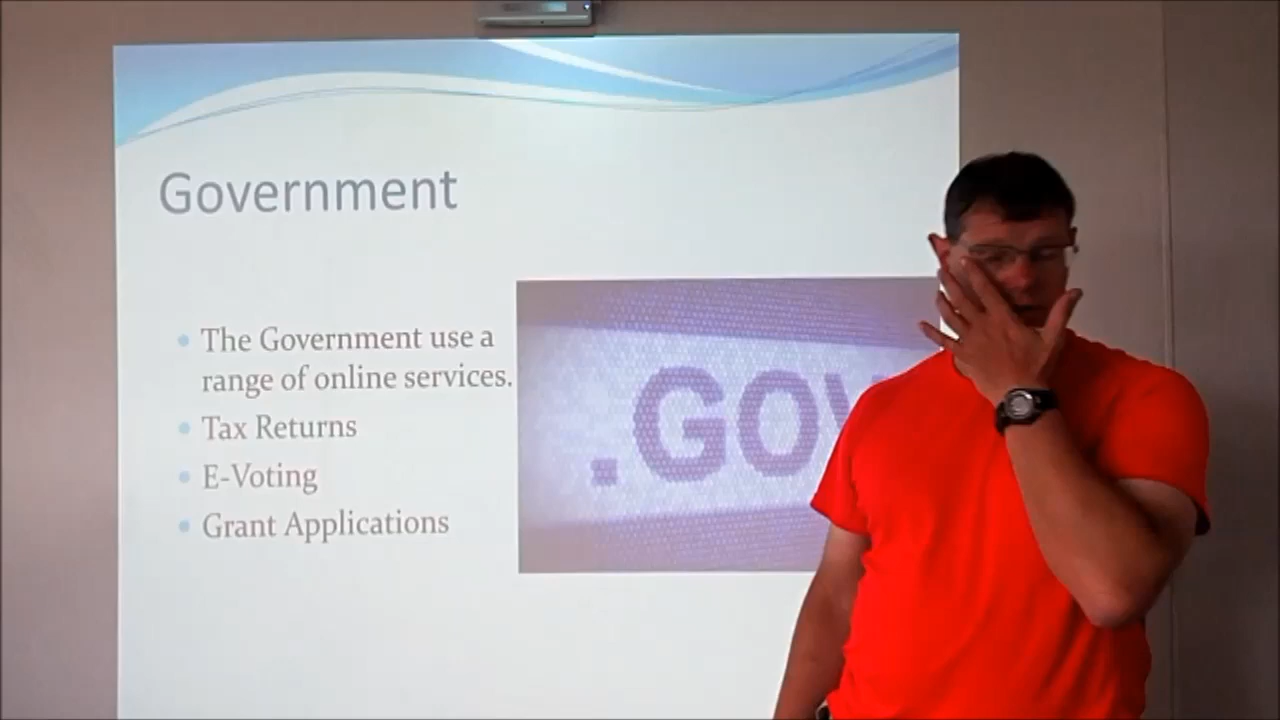 Government
The Government use a
range of online services.
Tax Returns
E-Voting
Grant Applications
.GOV